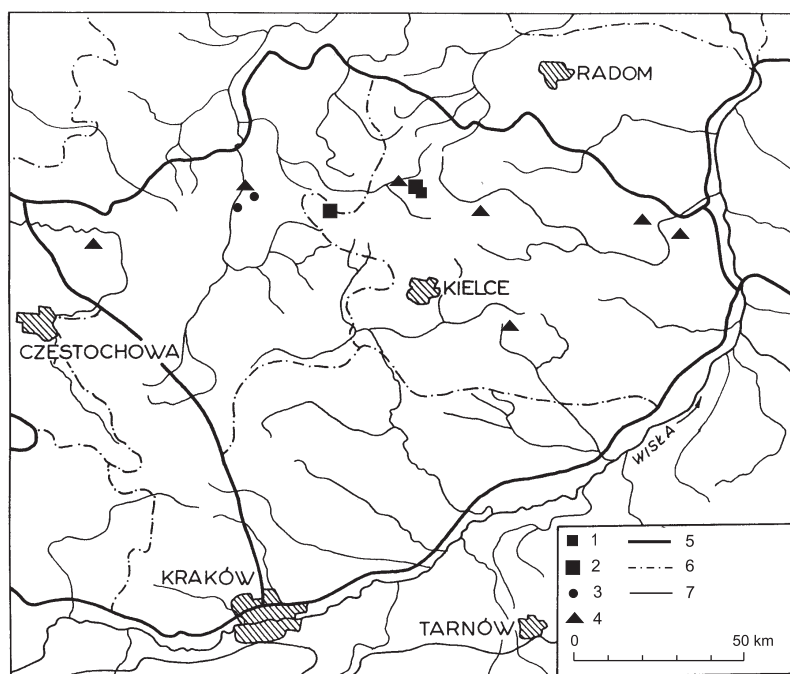 RADOM
KIELCE
CZĘSTOCHOWA
WISŁA
KRAKÓW
TARNÓW
1 5
2 6
3 7
4
0 50 km